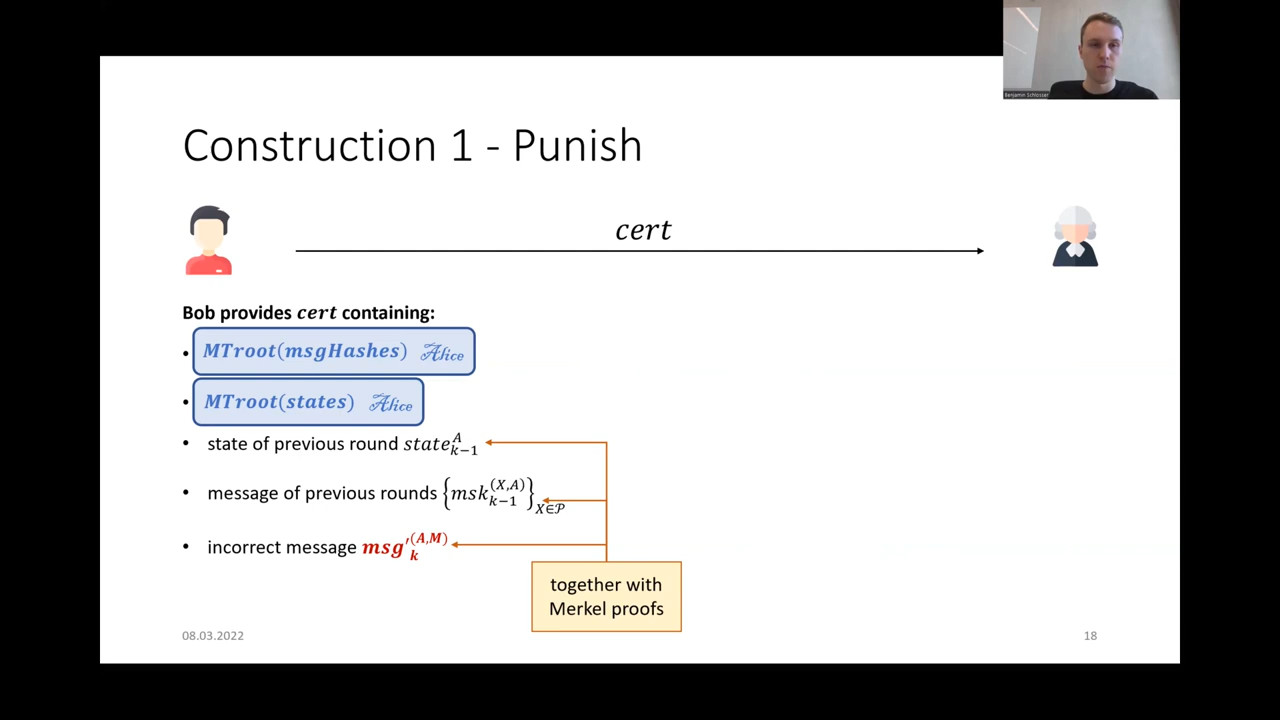 Benjamin Schlosser
Construction 1 - Punish
cert
Bob provides cert containing:
• MTroot(msgHashes) Alice
• MTroot(states) Alice
• state of previous round state^A_{k−1}
• message of previous rounds {msk^{(X,A)}_{k−1}}_{X∈𝒫}
• incorrect message msg'^{(A,M)}_k
together with
Merkel proofs
08.03.2022
18